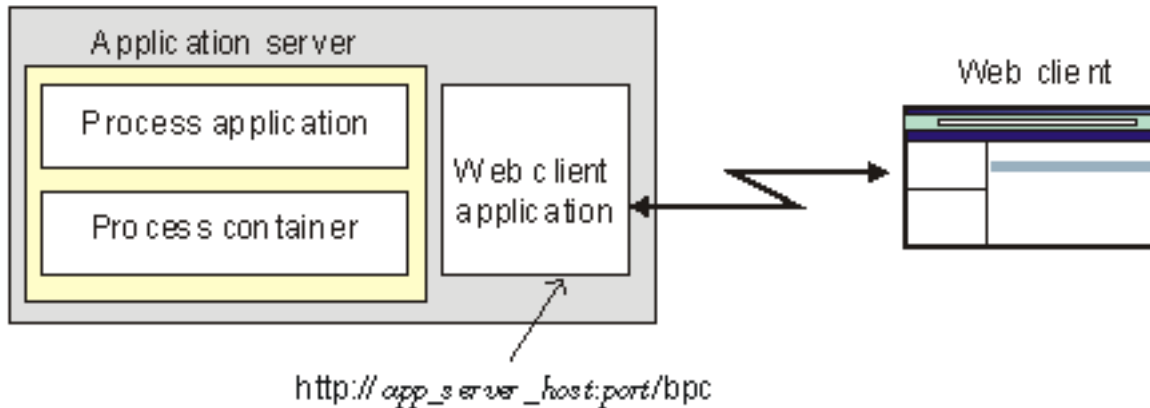 Application server
Process application
Process container
Web client
application
Web client
http://app_server_host:port/bpc